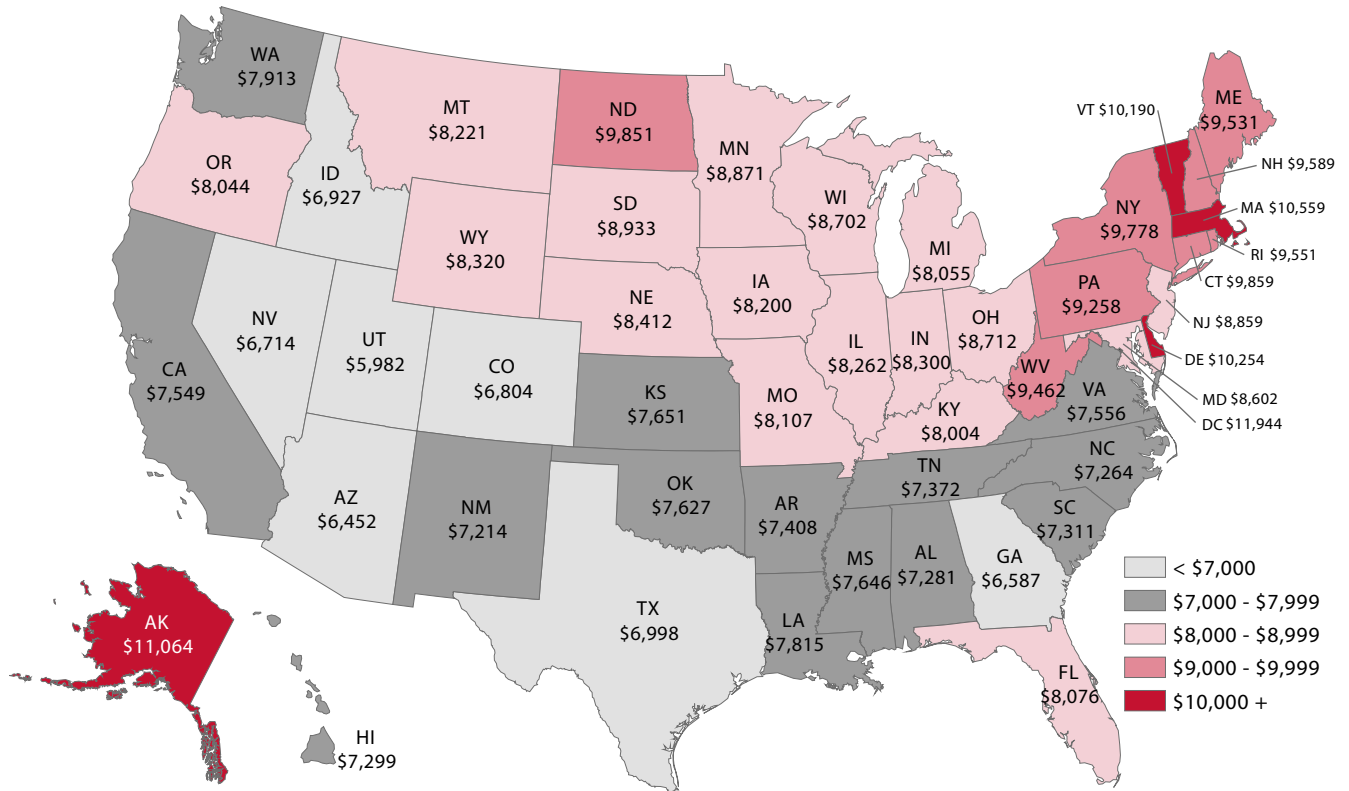 WA
$7,913
MT
$8,221
ND
$9,851
MN
$8,871
ME
$9,531
VT $10,190
NH $9,589
OR
$8,044
ID
$6,927
WY
$8,320
SD
$8,933
WI
$8,702
MI
$8,055
NY
$9,778
MA $10,559
RI $9,551
CT $9,859
NV
$6,714
UT
$5,982
CO
$6,804
NE
$8,412
IA
$8,200
IL
$8,262
IN
$8,300
OH
$8,712
PA
$9,258
NJ $8,859
DE $10,254
MD $8,602
DC $11,944
CA
$7,549
KS
$7,651
MO
$8,107
KY
$8,004
WV
$9,462
VA
$7,556
AZ
$6,452
NM
$7,214
OK
$7,627
AR
$7,408
TN
$7,372
NC
$7,264
SC
$7,311
TX
$6,998
LA
$7,815
MS
$7,646
AL
$7,281
GA
$6,587
FL
$8,076
AK
$11,064
HI
$7,299
< $7,000
$7,000 - $7,999
$8,000 - $8,999
$9,000 - $9,999
$10,000 +